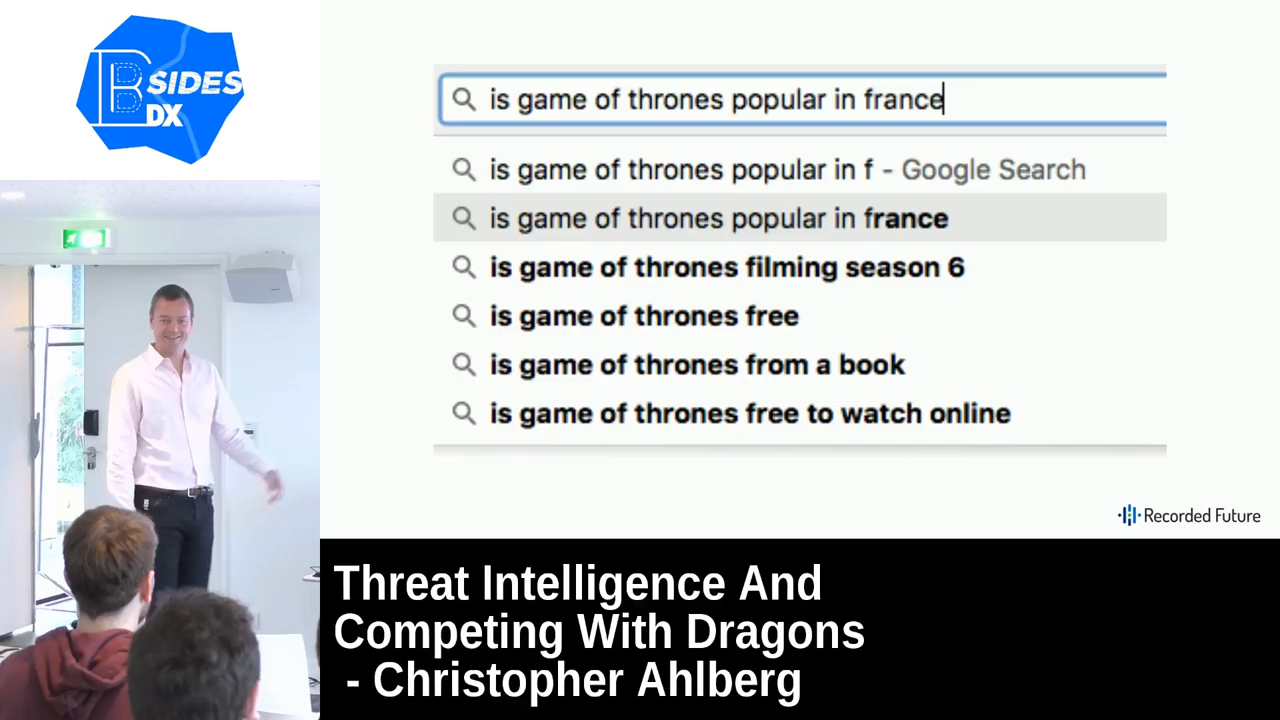 B SIDES
DX
is game of thrones popular in france
is game of thrones popular in f - Google Search
is game of thrones popular in france
is game of thrones filming season 6
is game of thrones free
is game of thrones from a book
is game of thrones free to watch online
Recorded Future
Threat Intelligence And
Competing With Dragons
- Christopher Ahlberg